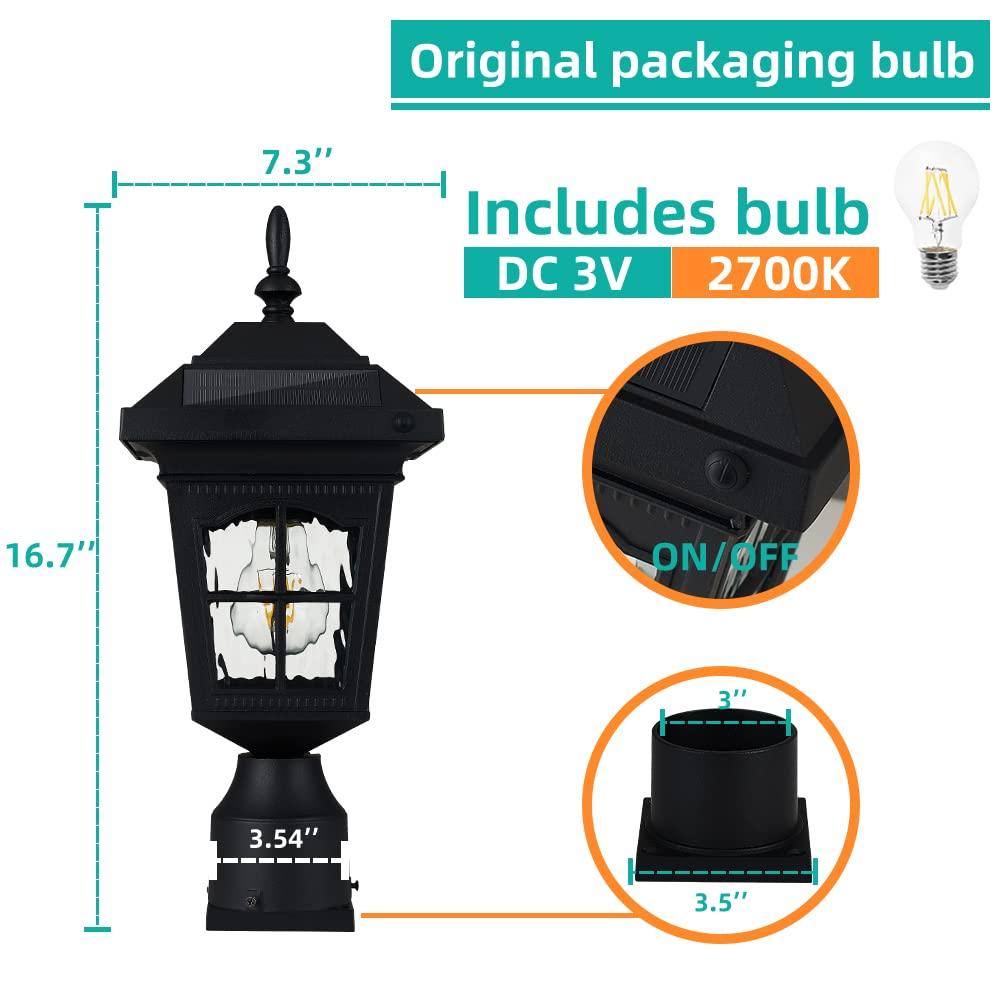 Original packaging bulb
7.3’’
Includes bulb
DC 3V 2700K
16.7’’
ON/OFF
3’’
3.54’’
3.5’’